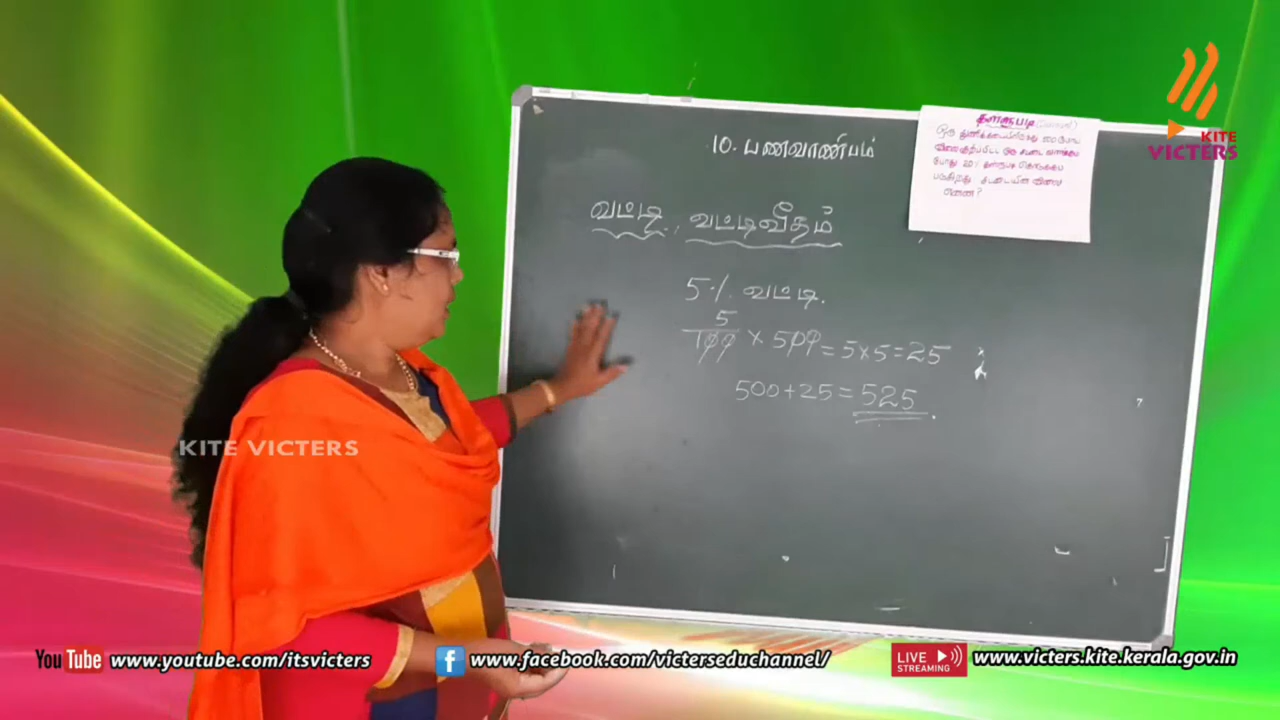 KITE
VICTERS
10. பணவாணிபம்
தள்ளுபடி
வட்டி, வட்டிவீதம்
5% வட்டி.
5
100 × 500 = 5×5=25
500+25=525.
KITE VICTERS
YouTube www.youtube.com/itsvicters
f www.facebook.com/victerseduchannel/
LIVE STREAMING www.victers.kite.kerala.gov.in